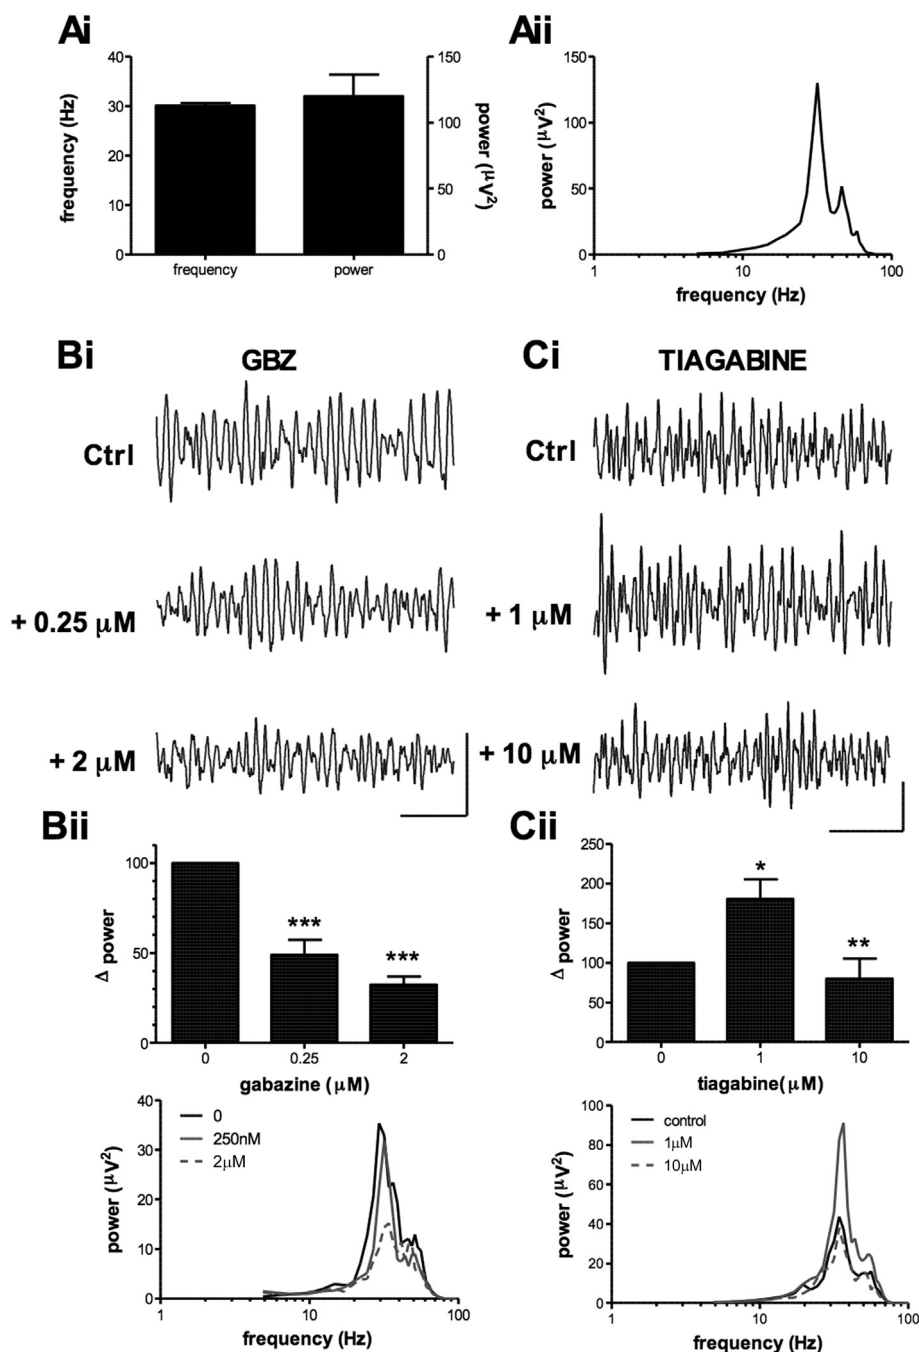 Ai
frequency (Hz)
40
30
20
10
0
150
100
50
0
power (μV²)
frequency
power
Aii
power (μV²)
150
100
50
0
1
10
100
frequency (Hz)
Bi
GBZ
Ctrl
+ 0.25 μM
+ 2 μM
Ci
TIAGABINE
Ctrl
+ 1 μM
+ 10 μM
Bii
Δ power
100
50
0
***
***
0
0.25
2
gabazine (μM)
power (μV²)
40
30
20
10
0
0
250nM
2μM
1
10
100
frequency (Hz)
Cii
Δ power
250
200
150
100
50
0
*
**
0
1
10
tiagabine(μM)
power (μV²)
100
80
60
40
20
0
control
1μM
10μM
1
10
100
frequency (Hz)